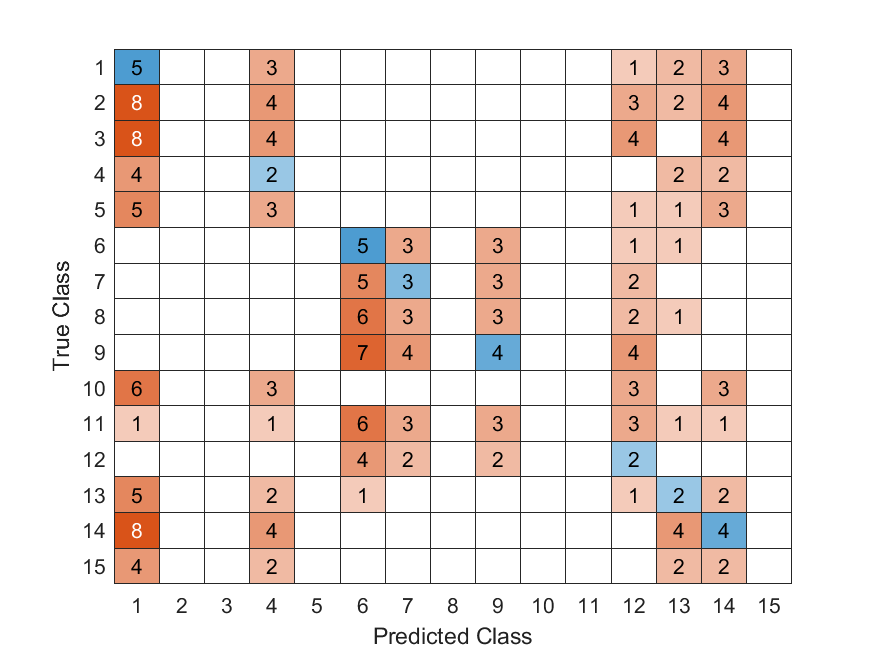 True Class
1 5 3 1 2 3
2 8 4 3 2 4
3 8 4 4 4
4 4 2 2 2
5 5 3 1 1 3
6 5 3 3 1 1
7 5 3 3 2
8 6 3 3 2 1
9 7 4 4 4
10 6 3 3 3
11 1 1 6 3 3 3 1 1
12 4 2 2 2
13 5 2 1 1 2 2
14 8 4 4 4
15 4 2 2 2
1 2 3 4 5 6 7 8 9 10 11 12 13 14 15
Predicted Class